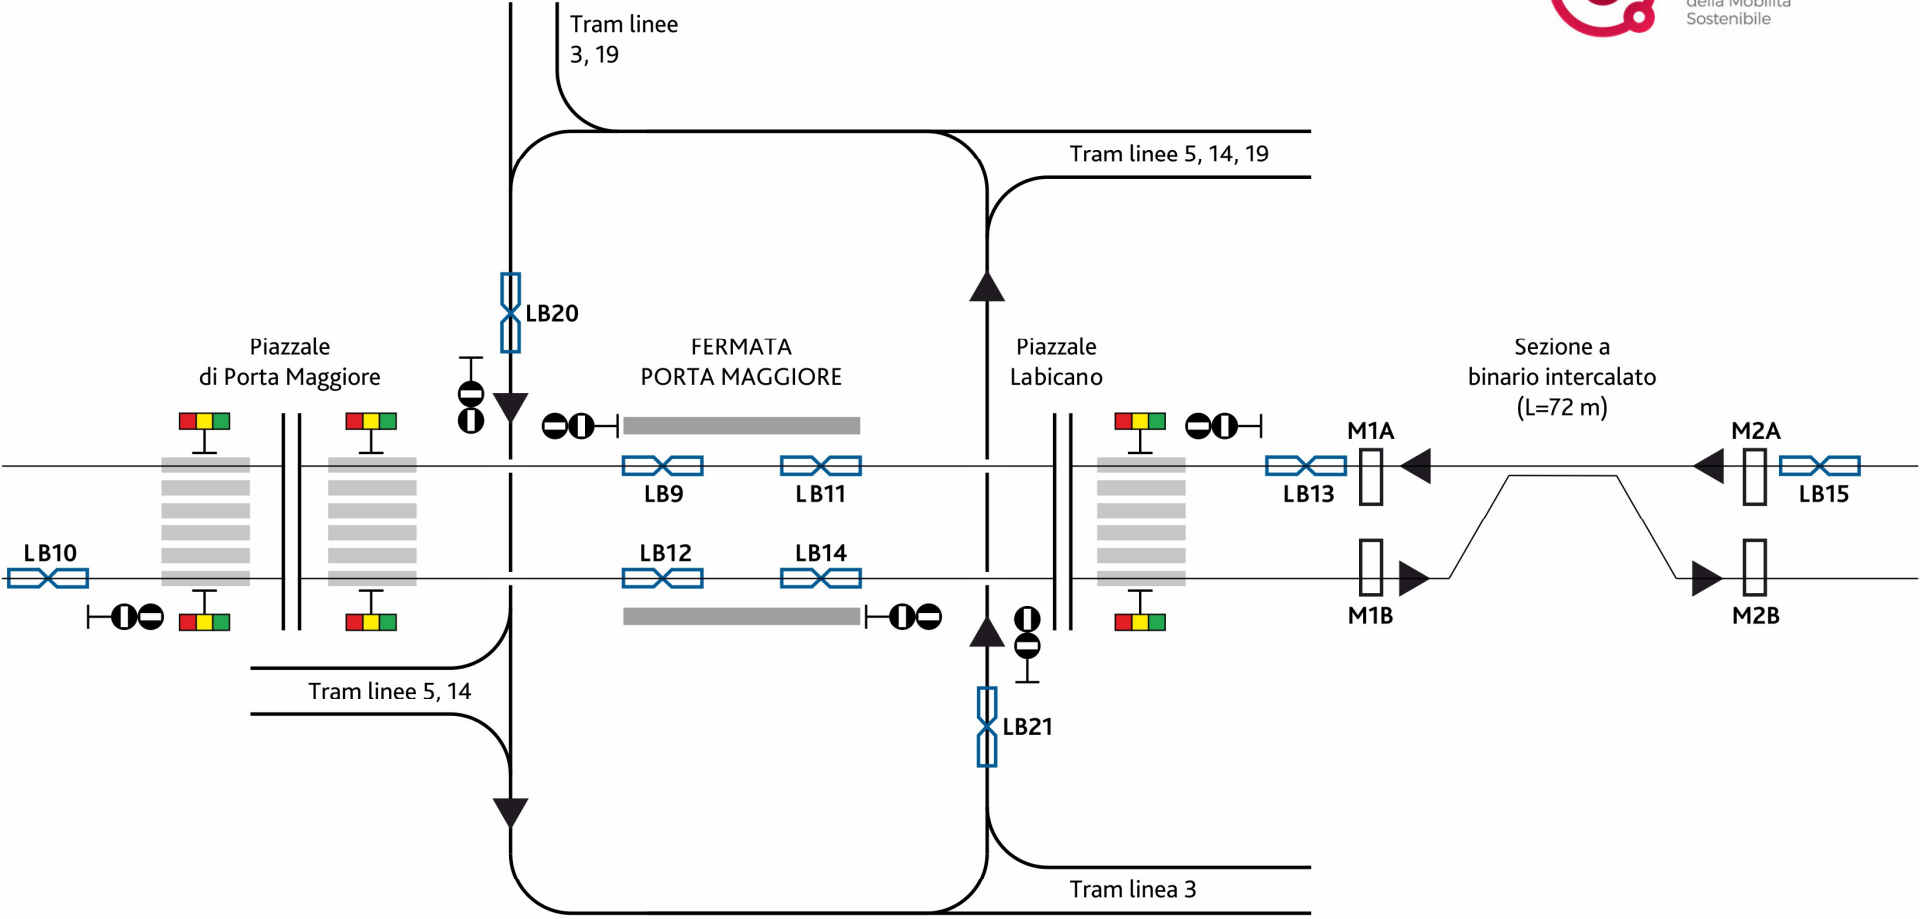 Tram linee
3, 19
della Mobilità
Sostenibile
Tram linee 5, 14, 19
LB20
Piazzale
di Porta Maggiore
FERMATA
PORTA MAGGIORE
Piazzale
Labicano
Sezione a
binario intercalato
(L=72 m)
M1A
M2A
LB9
LB11
LB13
LB15
LB10
LB12
LB14
M1B
M2B
Tram linee 5, 14
LB21
Tram linea 3